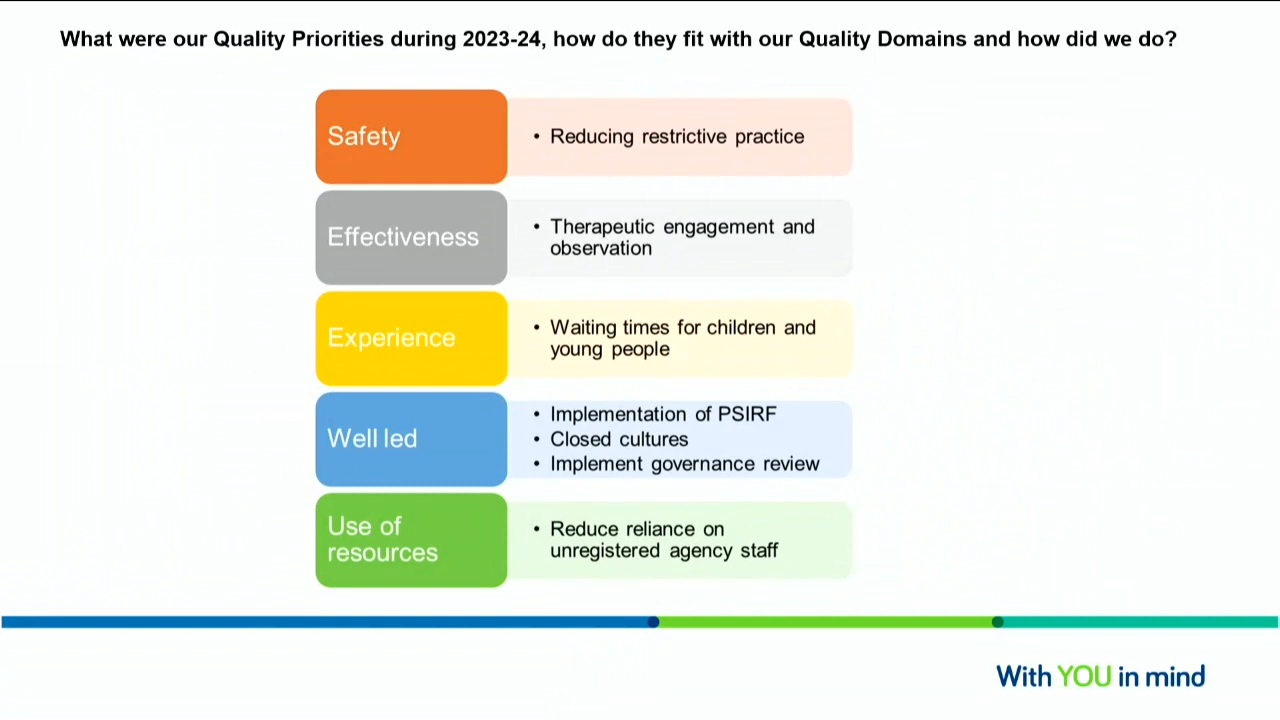 What were our Quality Priorities during 2023-24, how do they fit with our Quality Domains and how did we do?
Safety
• Reducing restrictive practice
Effectiveness
• Therapeutic engagement and
observation
Experience
• Waiting times for children and
young people
Well led
• Implementation of PSIRF
• Closed cultures
• Implement governance review
Use of
resources
• Reduce reliance on
unregistered agency staff
With YOU in mind